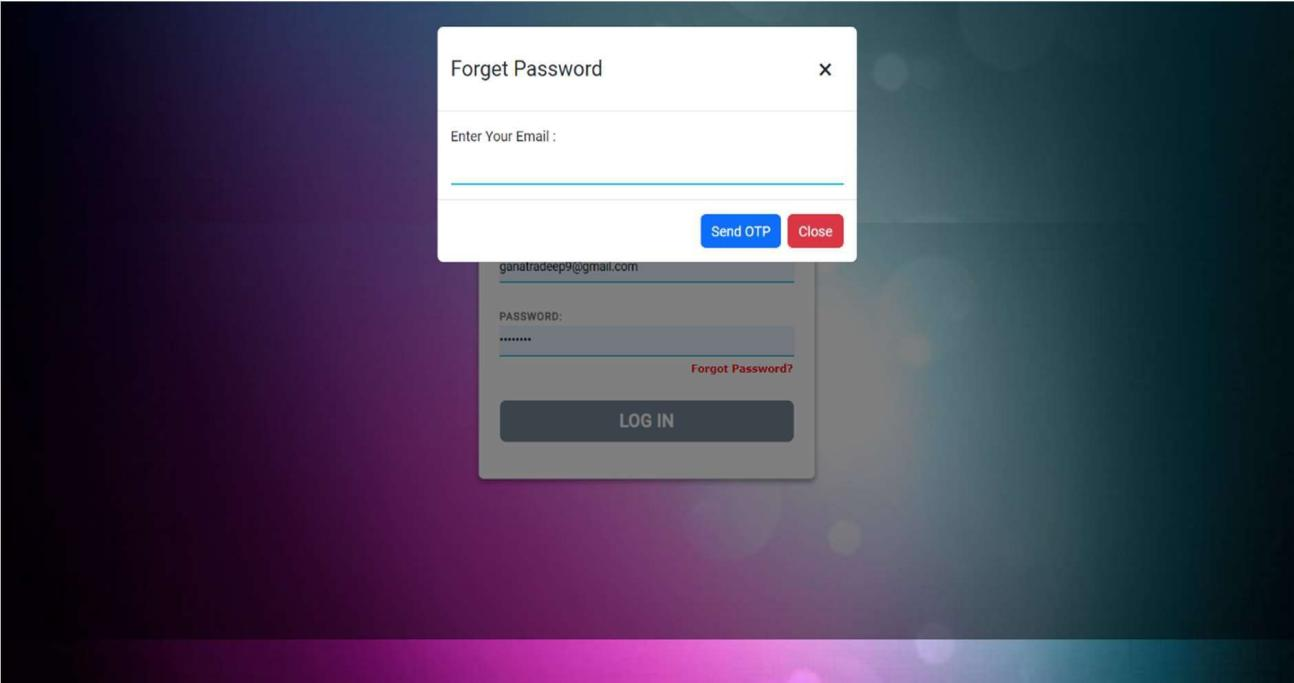 Forget Password
×
Enter Your Email :
Send OTP Close
ganatradeep9@gmail.com
PASSWORD:
••••••••
Forgot Password?
LOG IN